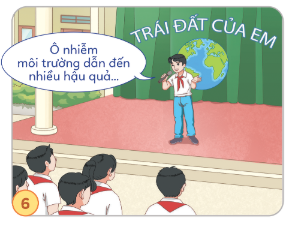 TRÁI ĐẤT CỦA EM
Ô nhiễm
môi trường dẫn đến
nhiều hậu quả...
6